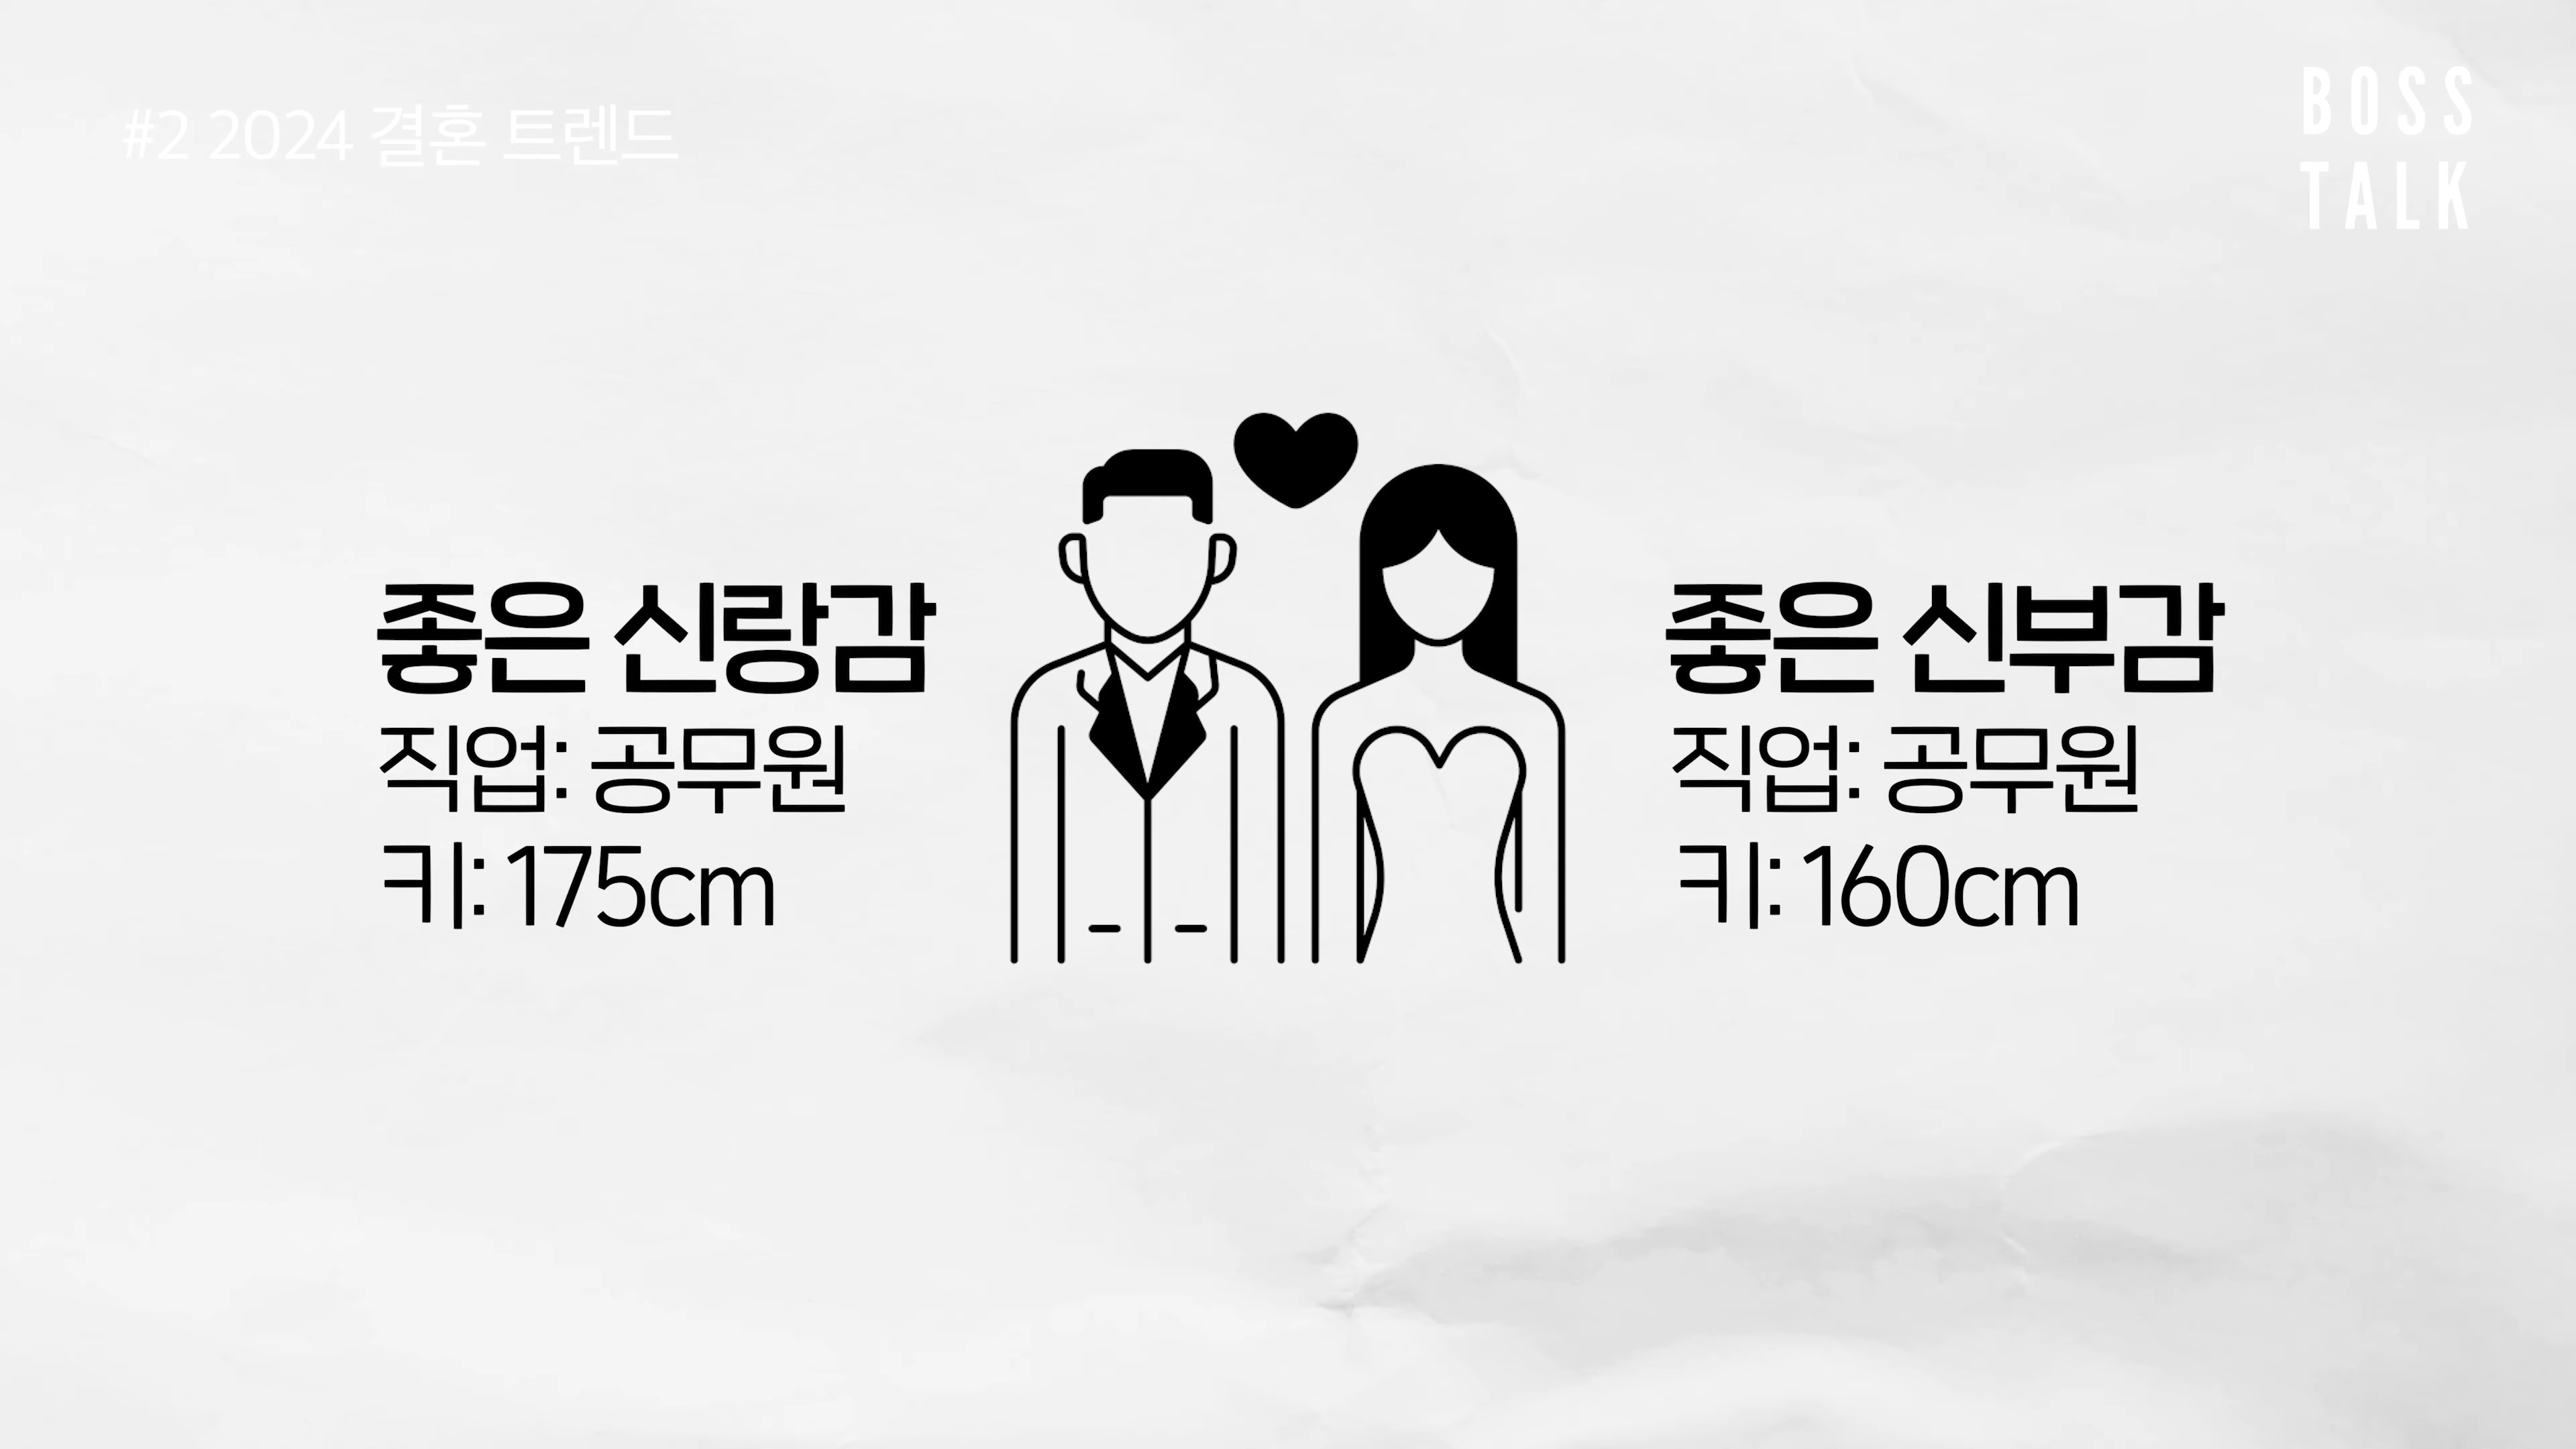 #2 2024 결혼 트렌드
BOSS
TALK
좋은 신랑감
직업: 공무원
키: 175cm
좋은 신부감
직업: 공무원
키: 160cm